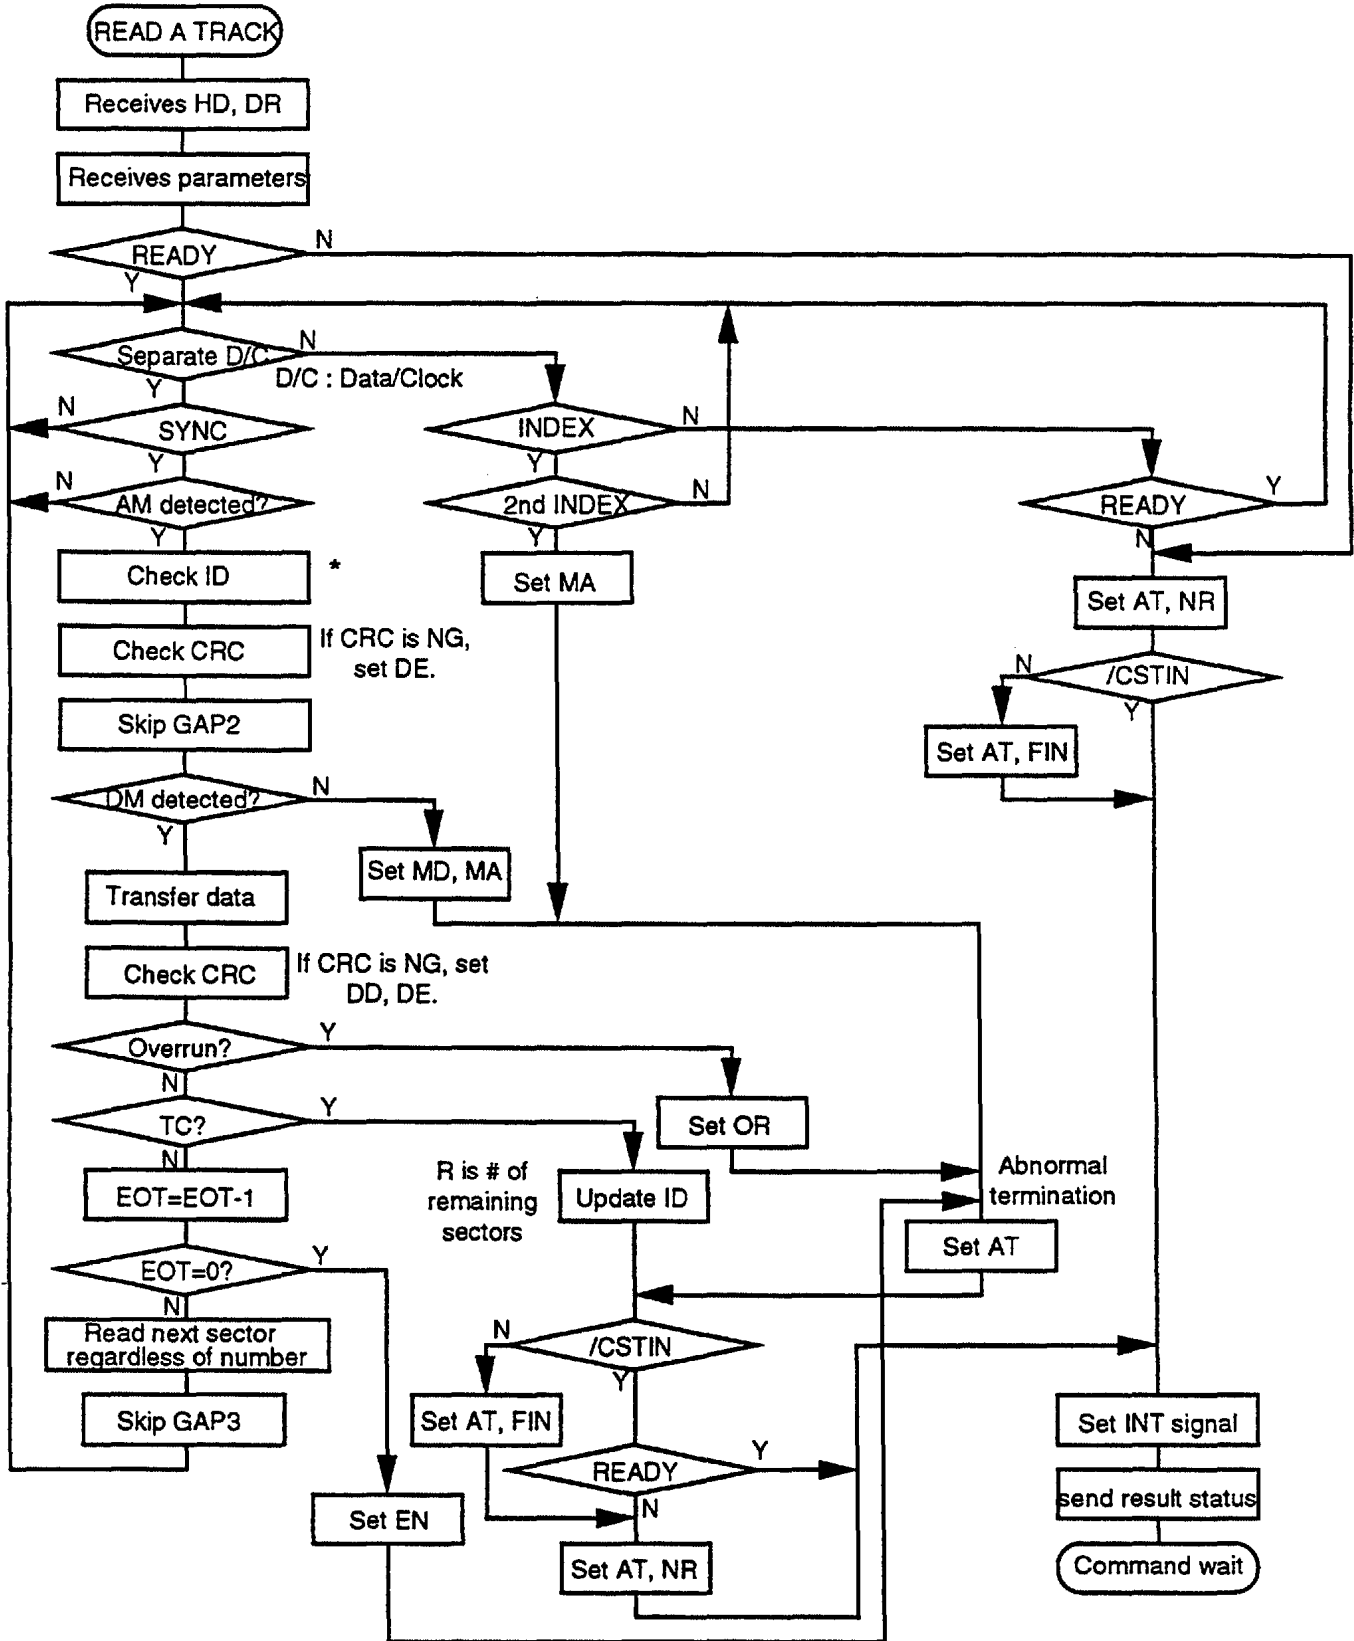 READ A TRACK
Receives HD, DR
Receives parameters
READY
N
Y
Separate D/C
N
D/C : Data/Clock
Y
SYNC
N
Y
AM detected?
N
Y
INDEX
N
Y
2nd INDEX
N
Y
Set MA
READY
Y
N
Set AT, NR
/CSTIN
N
Y
Set AT, FIN
Check ID
*
Check CRC
If CRC is NG,
set DE.
Skip GAP2
DM detected?
N
Y
Set MD, MA
Transfer data
Check CRC
If CRC is NG, set
DD, DE.
Overrun?
Y
N
Set OR
TC?
Y
N
R is # of
remaining
sectors
Update ID
Abnormal
termination
Set AT
EOT=EOT-1
EOT=0?
Y
N
Read next sector
regardless of number
Skip GAP3
/CSTIN
N
Y
Set AT, FIN
READY
Y
N
Set EN
Set AT, NR
Set INT signal
send result status
Command wait